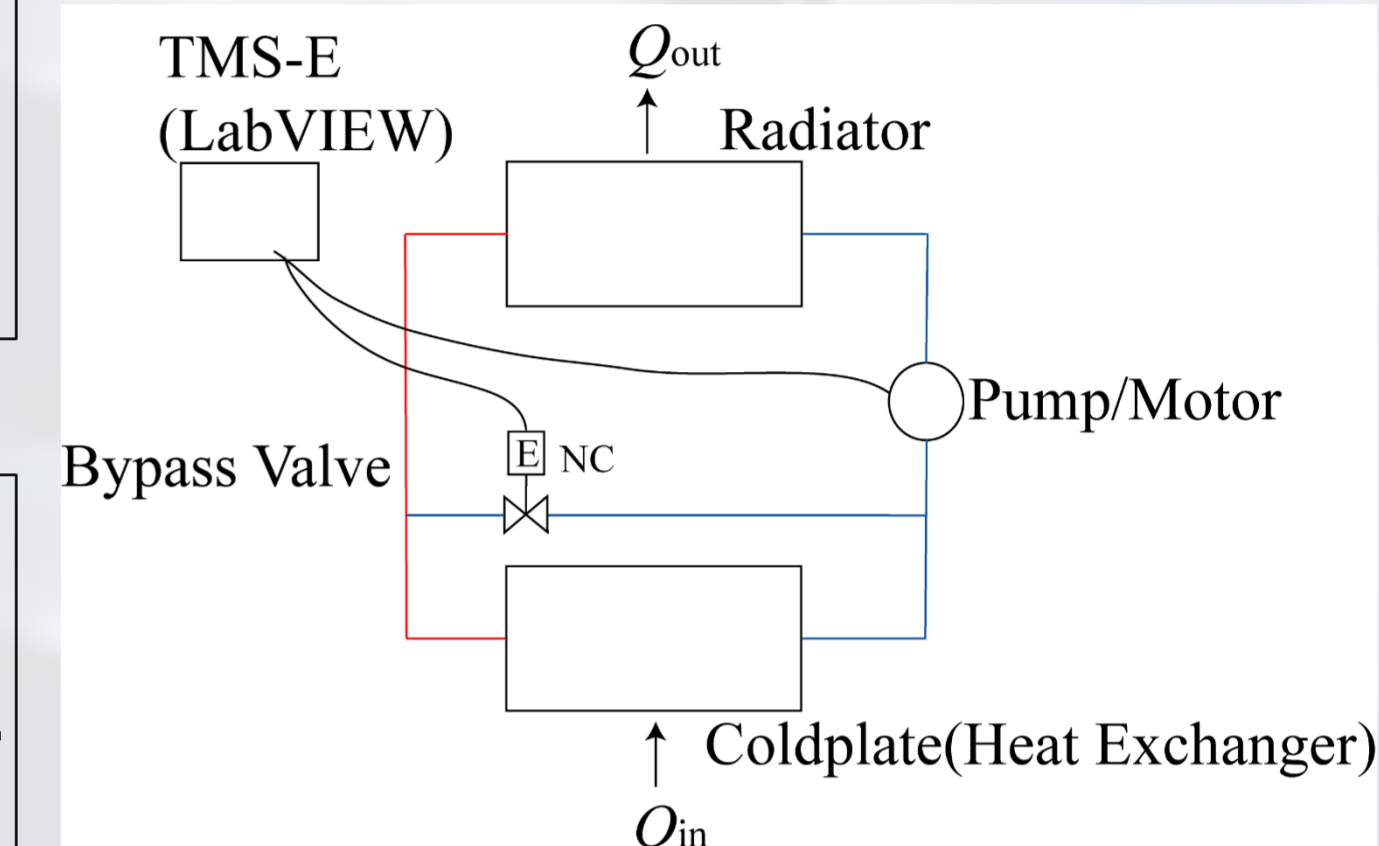 TMS-E
(LabVIEW)
Qout
Radiator
Pump/Motor
Bypass Valve
E
NC
Coldplate(Heat Exchanger)
Qin